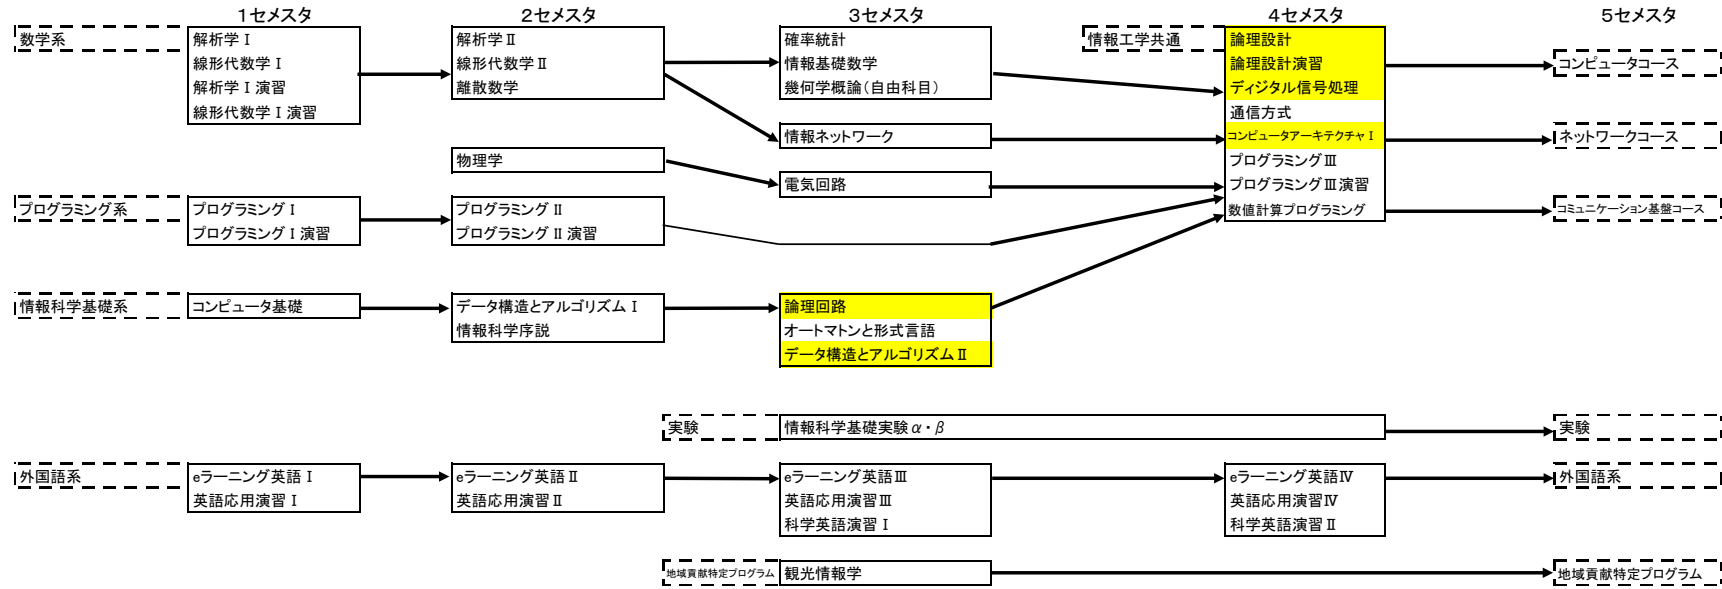 1セメスタ
2セメスタ
3セメスタ
4セメスタ
5セメスタ
数学系
解析学Ⅰ
線形代数学Ⅰ
解析学Ⅰ演習
線形代数学Ⅰ演習
解析学Ⅱ
線形代数学Ⅱ
離散数学
確率統計
情報基礎数学
幾何学概論(自由科目)
情報工学共通
論理設計
論理設計演習
ディジタル信号処理
通信方式
コンピュータアーキテクチャⅠ
プログラミングⅢ
プログラミングⅢ演習
数値計算プログラミング
コンピュータコース
情報ネットワーク
ネットワークコース
物理学
電気回路
プログラミング系
プログラミングⅠ
プログラミングⅠ演習
プログラミングⅡ
プログラミングⅡ演習
コミュニケーション基盤コース
情報科学基礎系
コンピュータ基礎
データ構造とアルゴリズムⅠ
情報科学序説
論理回路
オートマトンと形式言語
データ構造とアルゴリズムⅡ
実験
情報科学基礎実験α・β
実験
外国語系
eラーニング英語Ⅰ
英語応用演習Ⅰ
eラーニング英語Ⅱ
英語応用演習Ⅱ
eラーニング英語Ⅲ
英語応用演習Ⅲ
科学英語演習Ⅰ
eラーニング英語Ⅳ
英語応用演習Ⅳ
科学英語演習Ⅱ
外国語系
地域貢献特定プログラム
観光情報学
地域貢献特定プログラム